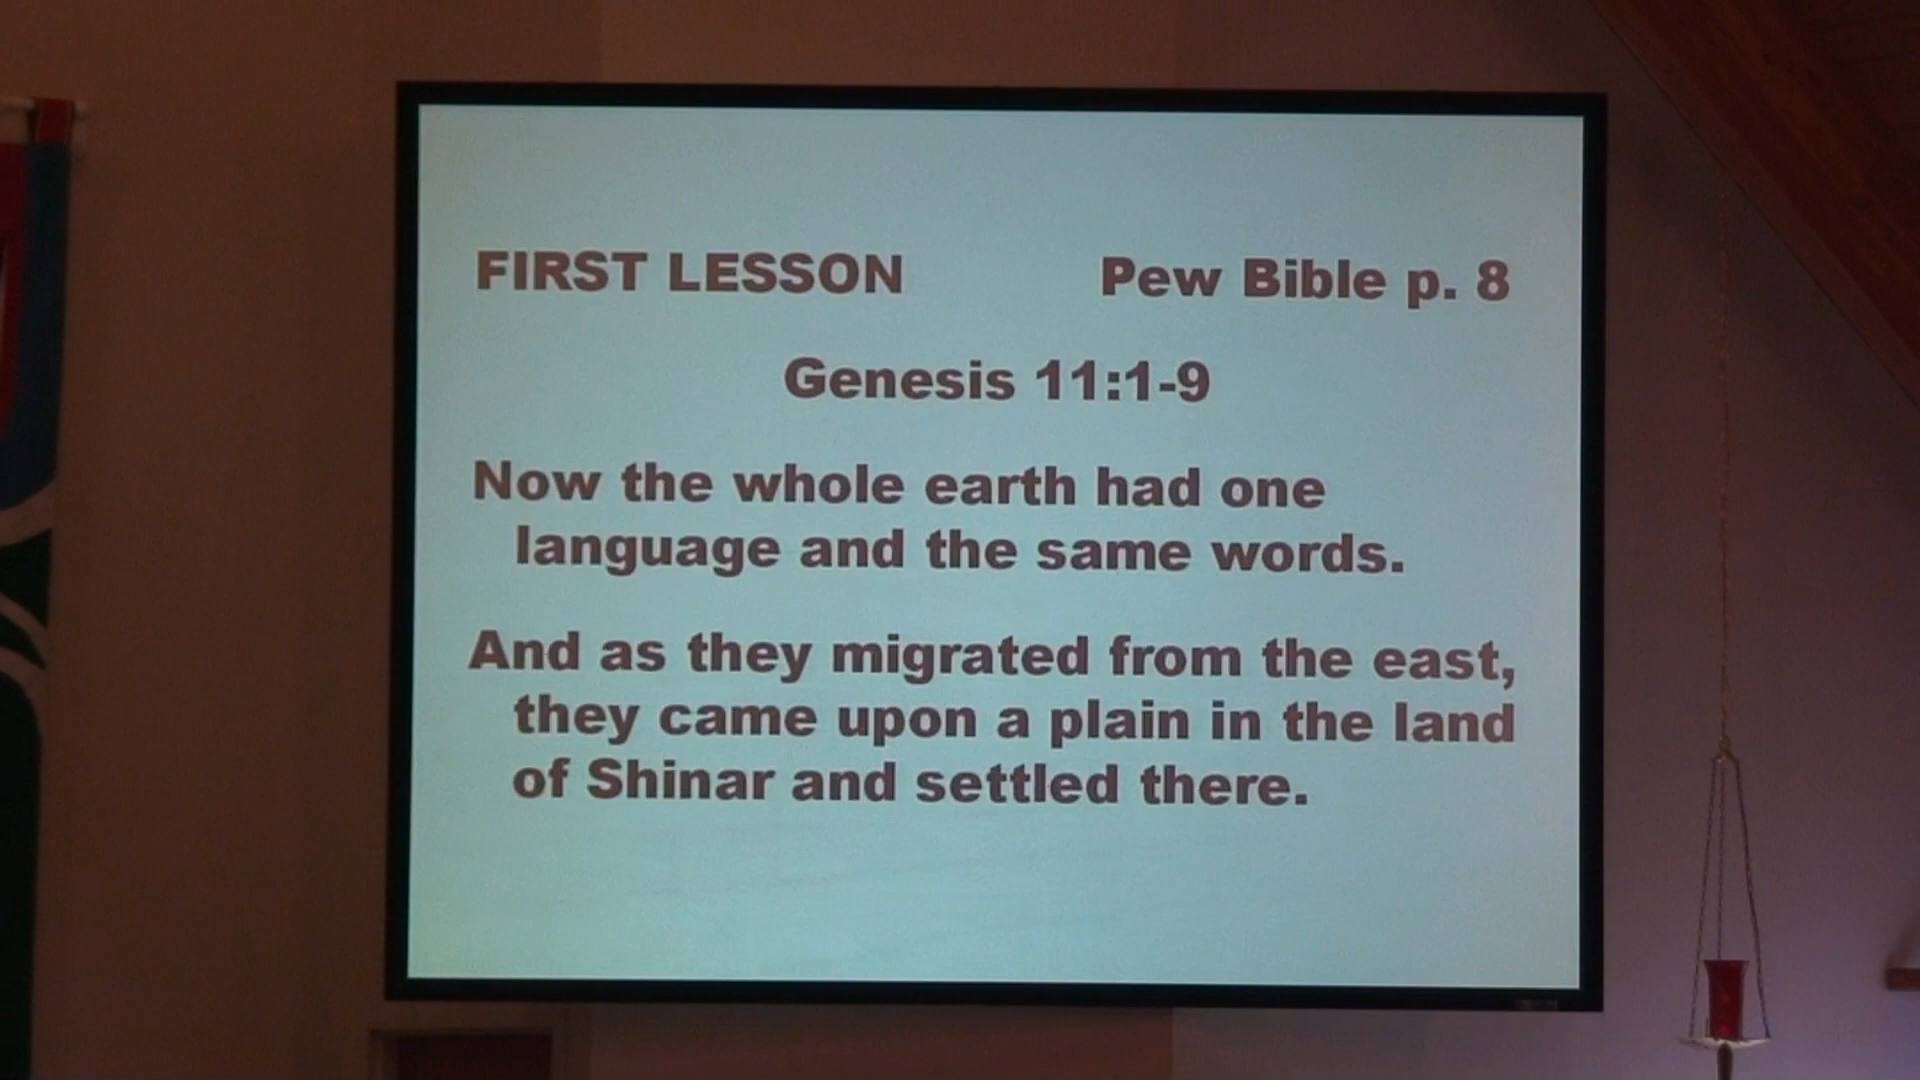 FIRST LESSON Pew Bible p. 8
Genesis 11:1-9
Now the whole earth had one
language and the same words.
And as they migrated from the east,
they came upon a plain in the land
of Shinar and settled there.